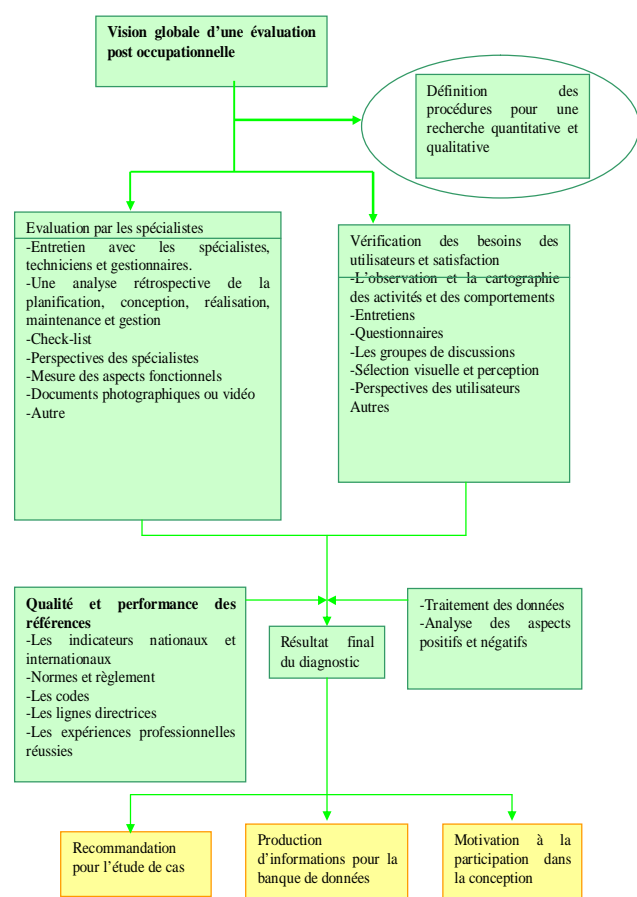 Vision globale d'une évaluation
post occupationnelle
Définition des
procédures pour une
recherche quantitative et
qualitative
Evaluation par les spécialistes
-Entretien avec les spécialistes,
techniciens et gestionnaires.
-Une analyse rétrospective de la
planification, conception, réalisation,
maintenance et gestion
-Check-list
-Perspectives des spécialistes
-Mesure des aspects fonctionnels
-Documents photographiques ou vidéo
-Autre
Vérification des besoins des
utilisateurs et satisfaction
-L'observation et la cartographie
des activités et des comportements
-Entretiens
-Questionnaires
-Les groupes de discussions
-Sélection visuelle et perception
-Perspectives des utilisateurs
Autres
Qualité et performance des
références
-Les indicateurs nationaux et
internationaux
-Normes et règlement
-Les codes
-Les lignes directrices
-Les expériences professionnelles
réussies
Résultat final
du diagnostic
-Traitement des données
-Analyse des aspects
positifs et négatifs
Recommandation
pour l'étude de cas
Production
d'informations pour la
banque de données
Motivation à la
participation dans
la conception